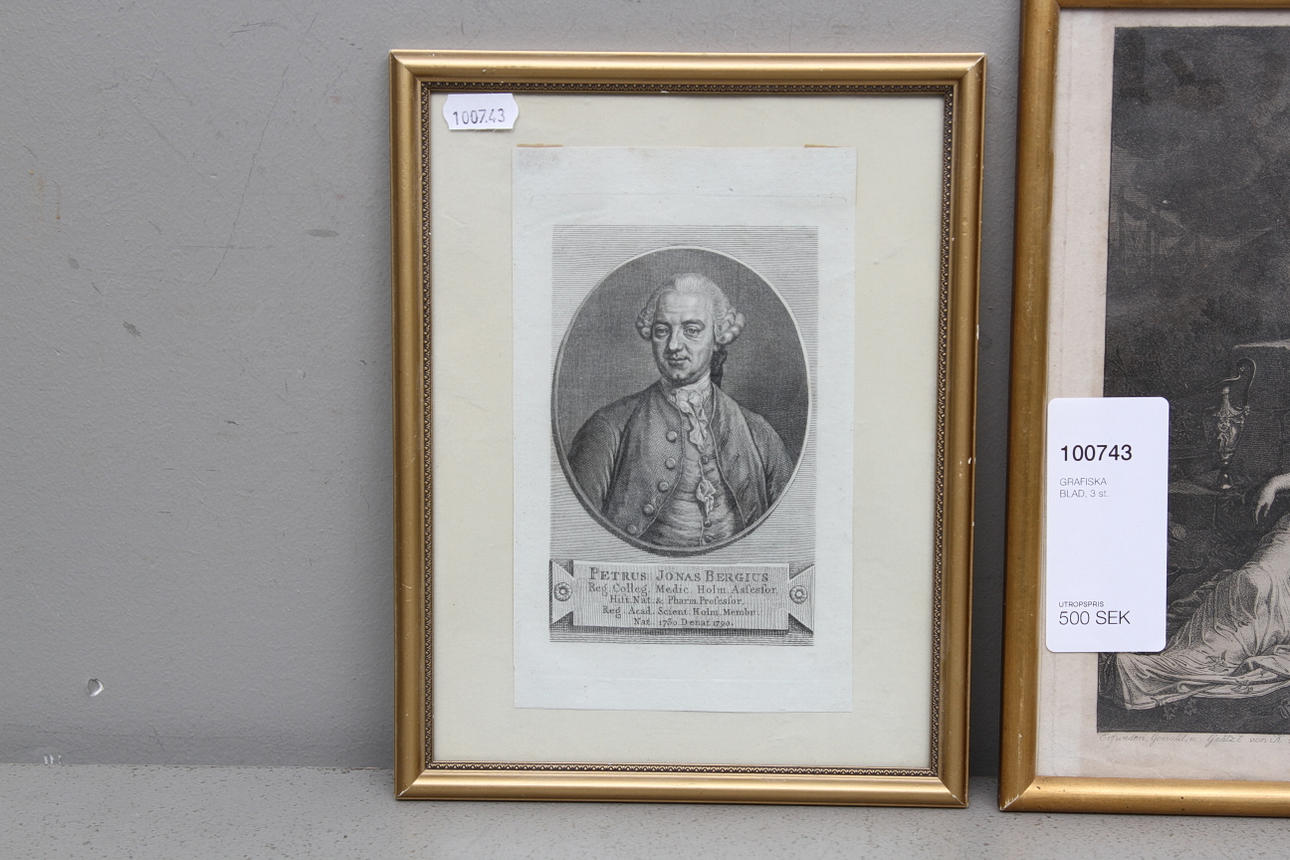 100743
PETRUS JONAS BERGIUS
Reg. Colleg. Medic. Holm. Aſseſsor.
Hiſt. Nat. & Pharm. Profeſsor.
Reg. Acad. Scient. Holm. Membr.
Nat. 1730. Denat. 1790.
100743
GRAFISKA
BLAD, 3 st.
UTROPSPRIS
500 SEK